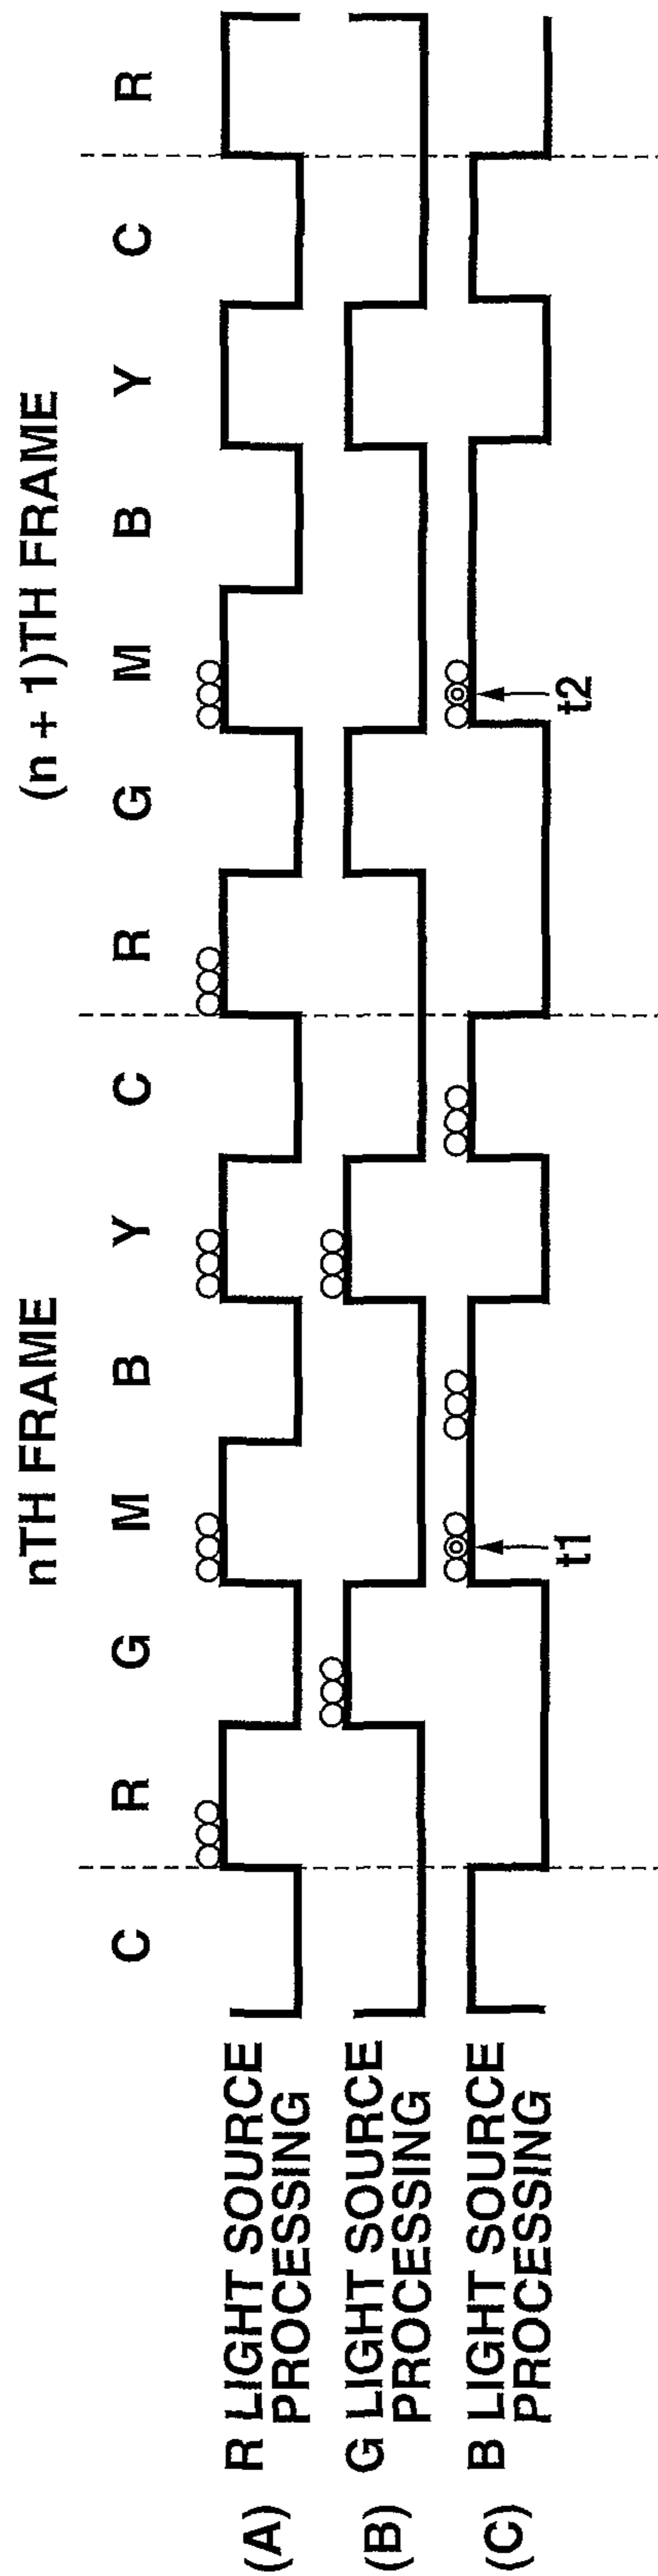 nTH FRAME (n + 1)TH FRAME
C R G M B Y C R G M B Y C R
(A) R LIGHT SOURCE
PROCESSING
(B) G LIGHT SOURCE
PROCESSING
(C) B LIGHT SOURCE
PROCESSING
t1 t2